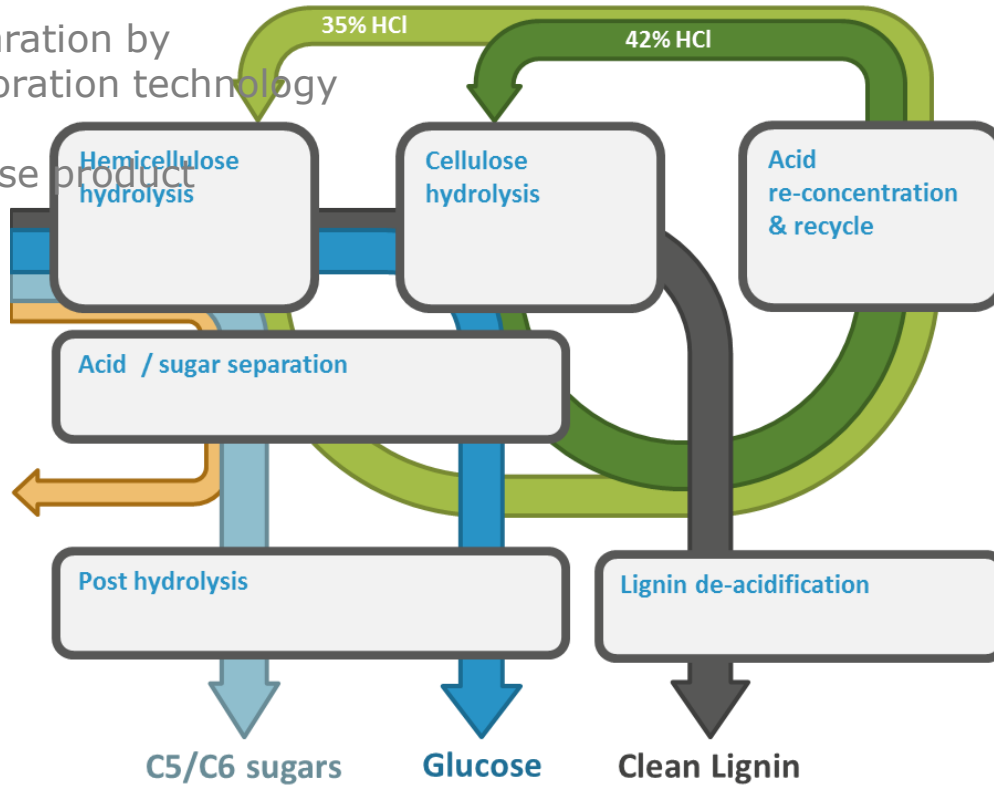 35% HCl
42% HCl
aration by
oration technology
se product
Hemicellulose
hydrolysis
Cellulose
hydrolysis
Acid
re-concentration
& recycle
Acid / sugar separation
Post hydrolysis
Lignin de-acidification
C5/C6 sugars
Glucose
Clean Lignin